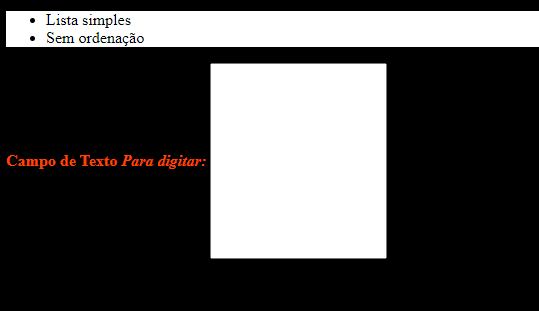 Lista simples
Sem ordenação
Campo de Texto Para digitar: